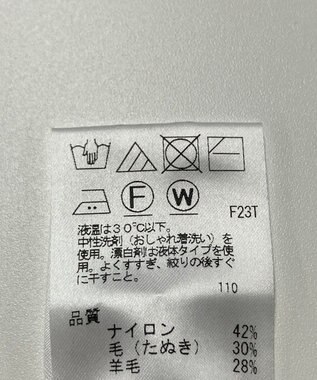 F W F23T
液温は30℃以下。
中性洗剤(おしゃれ着洗い)を
使用。漂白剤は液体タイプを使
用。よくすすぎ、絞りの後すぐ
に干すこと。
110
品質
ナイロン 42%
毛(たぬき) 30%
羊毛 28%